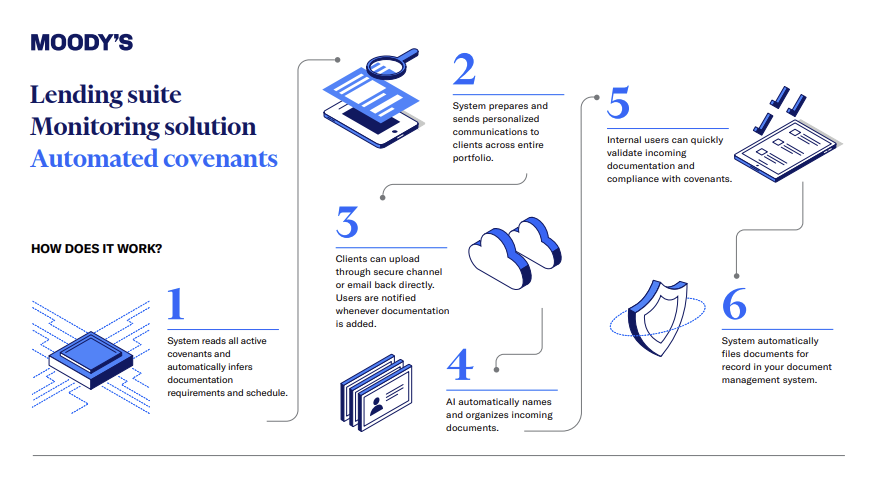 MOODY'S
Lending suite
Monitoring solution
Automated covenants
HOW DOES IT WORK?
1
System reads all active
covenants and
automatically infers
documentation
requirements and schedule.
2
System prepares and
sends personalized
communications to
clients across entire
portfolio.
3
Clients can upload
through secure channel
or email back directly.
Users are notified
whenever documentation
is added.
4
AI automatically names
and organizes incoming
documents.
5
Internal users can quickly
validate incoming
documentation and
compliance with covenants.
6
System automatically
files documents for
record in your document
management system.